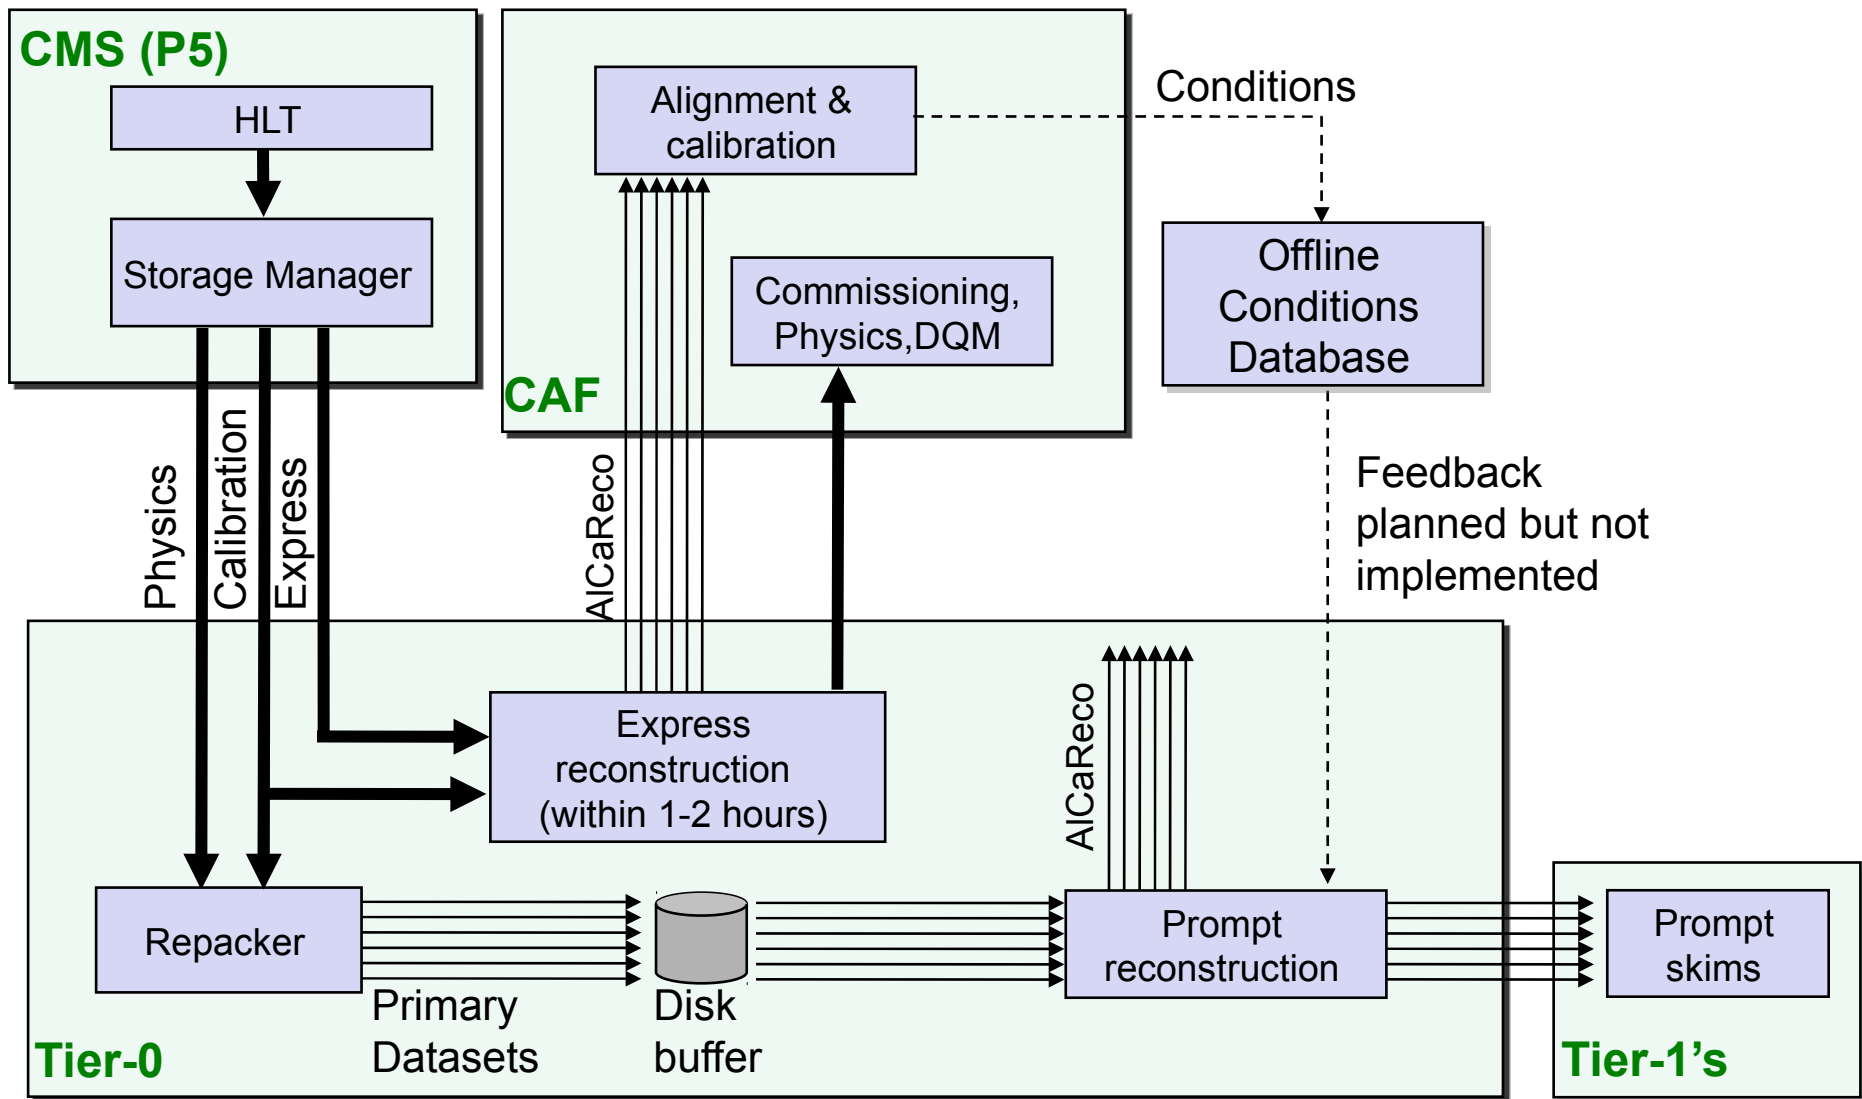 CMS (P5)
HLT
Storage Manager
Physics
Calibration
Express
Alignment &
calibration
Commissioning,
Physics,DQM
CAF
Conditions
Offline
Conditions
Database
Feedback
planned but not
implemented
AlCaReco
Express
reconstruction
(within 1-2 hours)
AlCaReco
Repacker
Primary
Datasets
Disk
buffer
Prompt
reconstruction
Tier-0
Prompt
skims
Tier-1’s